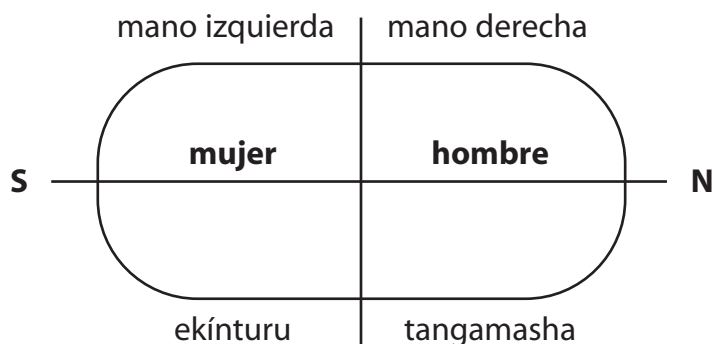 mano izquierda mano derecha
mujer hombre
S N
ekínturu tangamasha